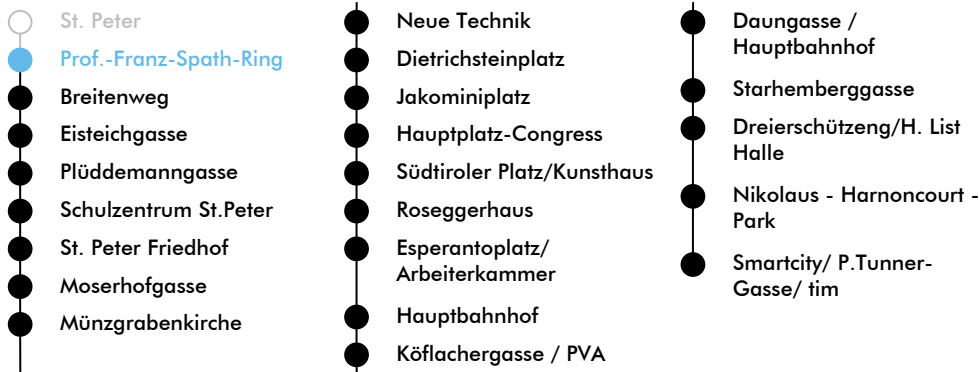 St. Peter
Prof.-Franz-Spath-Ring
Breitenweg
Eisteichgasse
Plüddemanngasse
Schulzentrum St.Peter
St. Peter Friedhof
Moserhofgasse
Münzgrabenkirche
Neue Technik
Dietrichsteinplatz
Jakominiplatz
Hauptplatz-Congress
Südtiroler Platz/Kunsthaus
Roseggerhaus
Esperantoplatz/
Arbeiterkammer
Hauptbahnhof
Köflachergasse / PVA
Daungasse /
Hauptbahnhof
Starhemberggasse
Dreierschützeng/H. List
Halle
Nikolaus - Harnoncourt -
Park
Smartcity/ P.Tunner-
Gasse/ tim